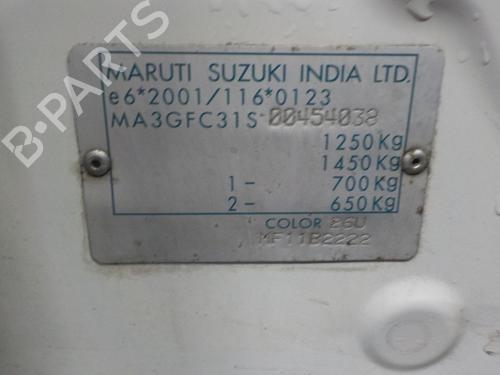 MARUTI SUZUKI INDIA LTD.
e6*2001/116*0123
MA3GFC31S-00454038
1250Kg
1450Kg
1- 700Kg
2- 650Kg
COLOR 26U
MF11B2222
B-PARTS